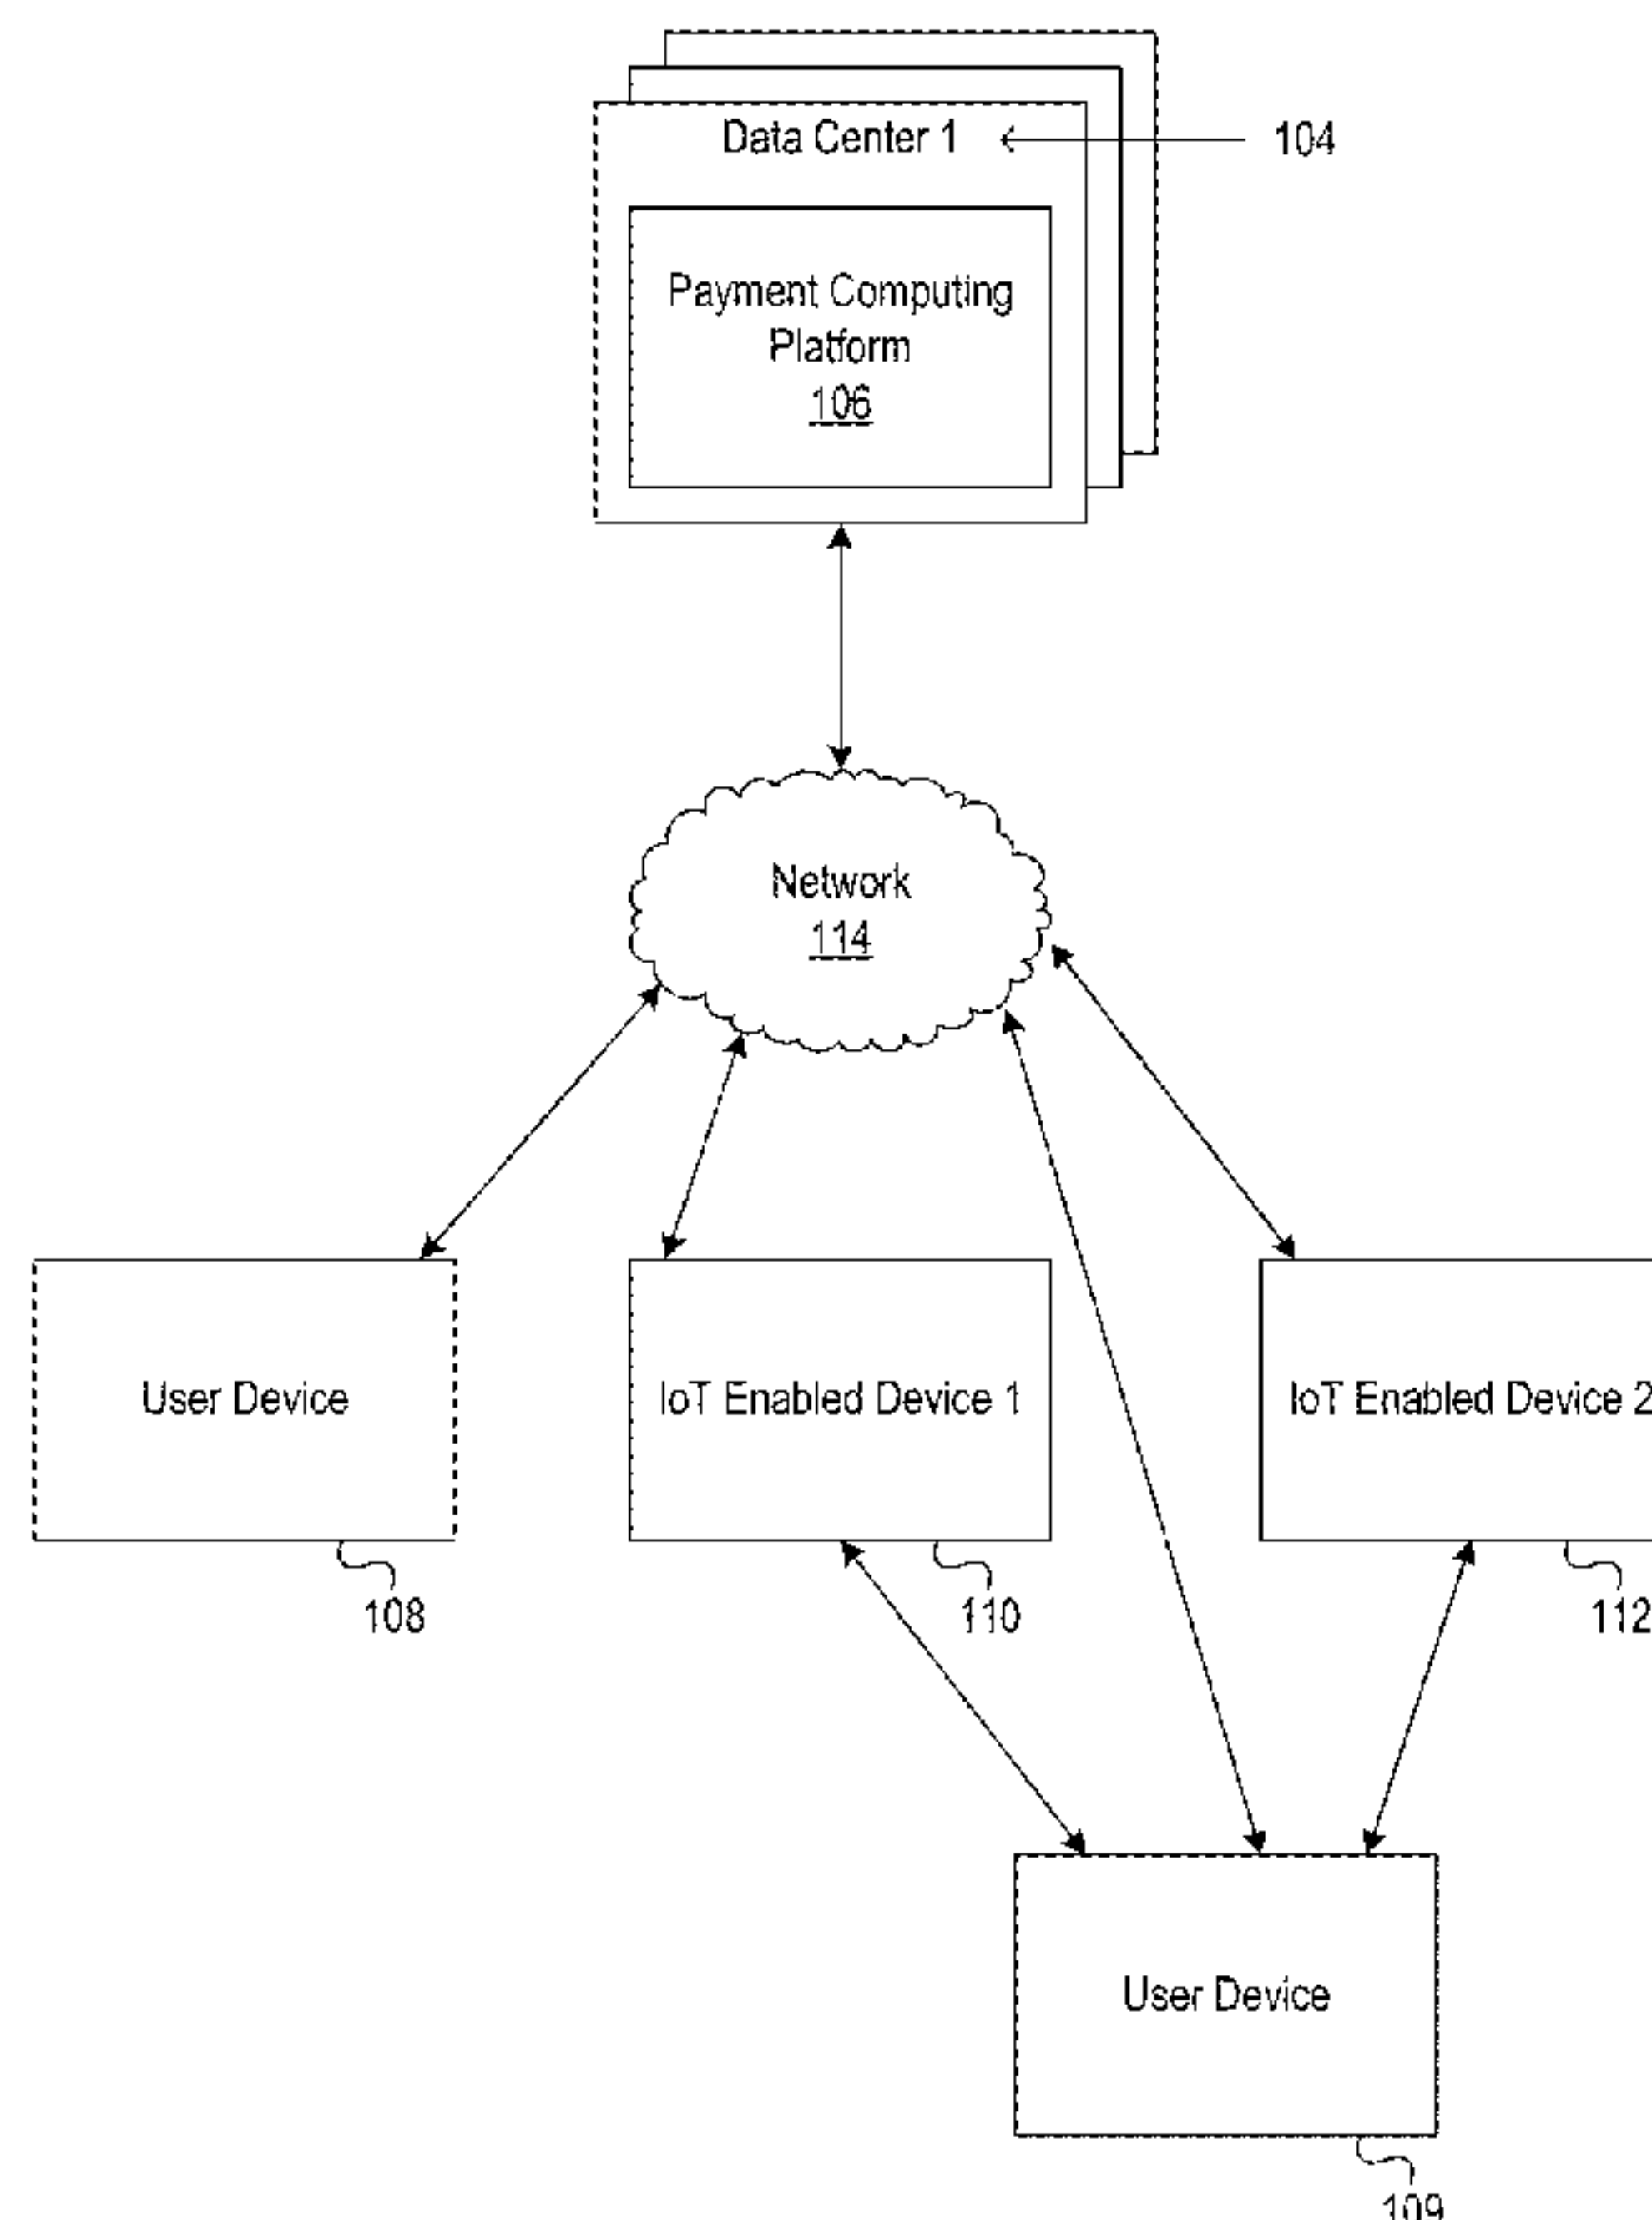 Data Center 1
104
Payment Computing
Platform
106
Network
114
User Device
IoT Enabled Device 1
IoT Enabled Device 2
108
110
112
User Device
109